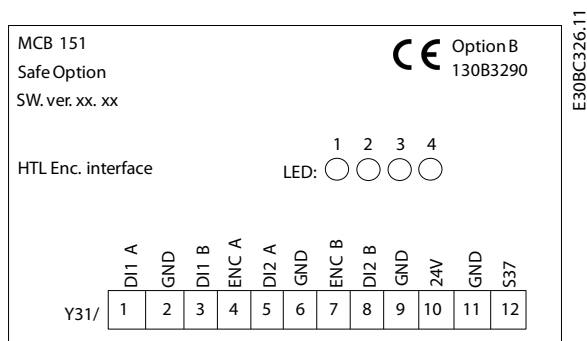 MCB 151
Safe Option
SW. ver. xx. xx
CE Option B
130B3290
E30BC326.11
HTL Enc. interface
1 2 3 4
LED:
DI1 A GND DI1 B ENC A DI2 A GND ENC B DI2 B GND 24V GND S37
Y31/ 1 2 3 4 5 6 7 8 9 10 11 12